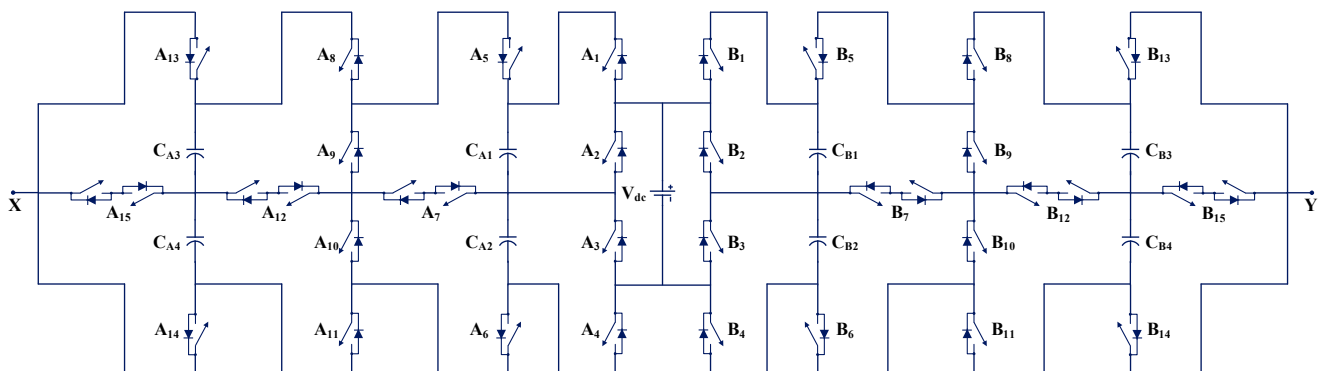 A13 A8 A5 A1 B1 B5 B8 B13
CA3 A9 CA1 A2 B2 CB1 B9 CB3
X A15 A12 A7 Vdc + - B7 B12 B15 Y
CA4 A10 CA2 A3 B3 CB2 B10 CB4
A14 A11 A6 A4 B4 B6 B11 B14